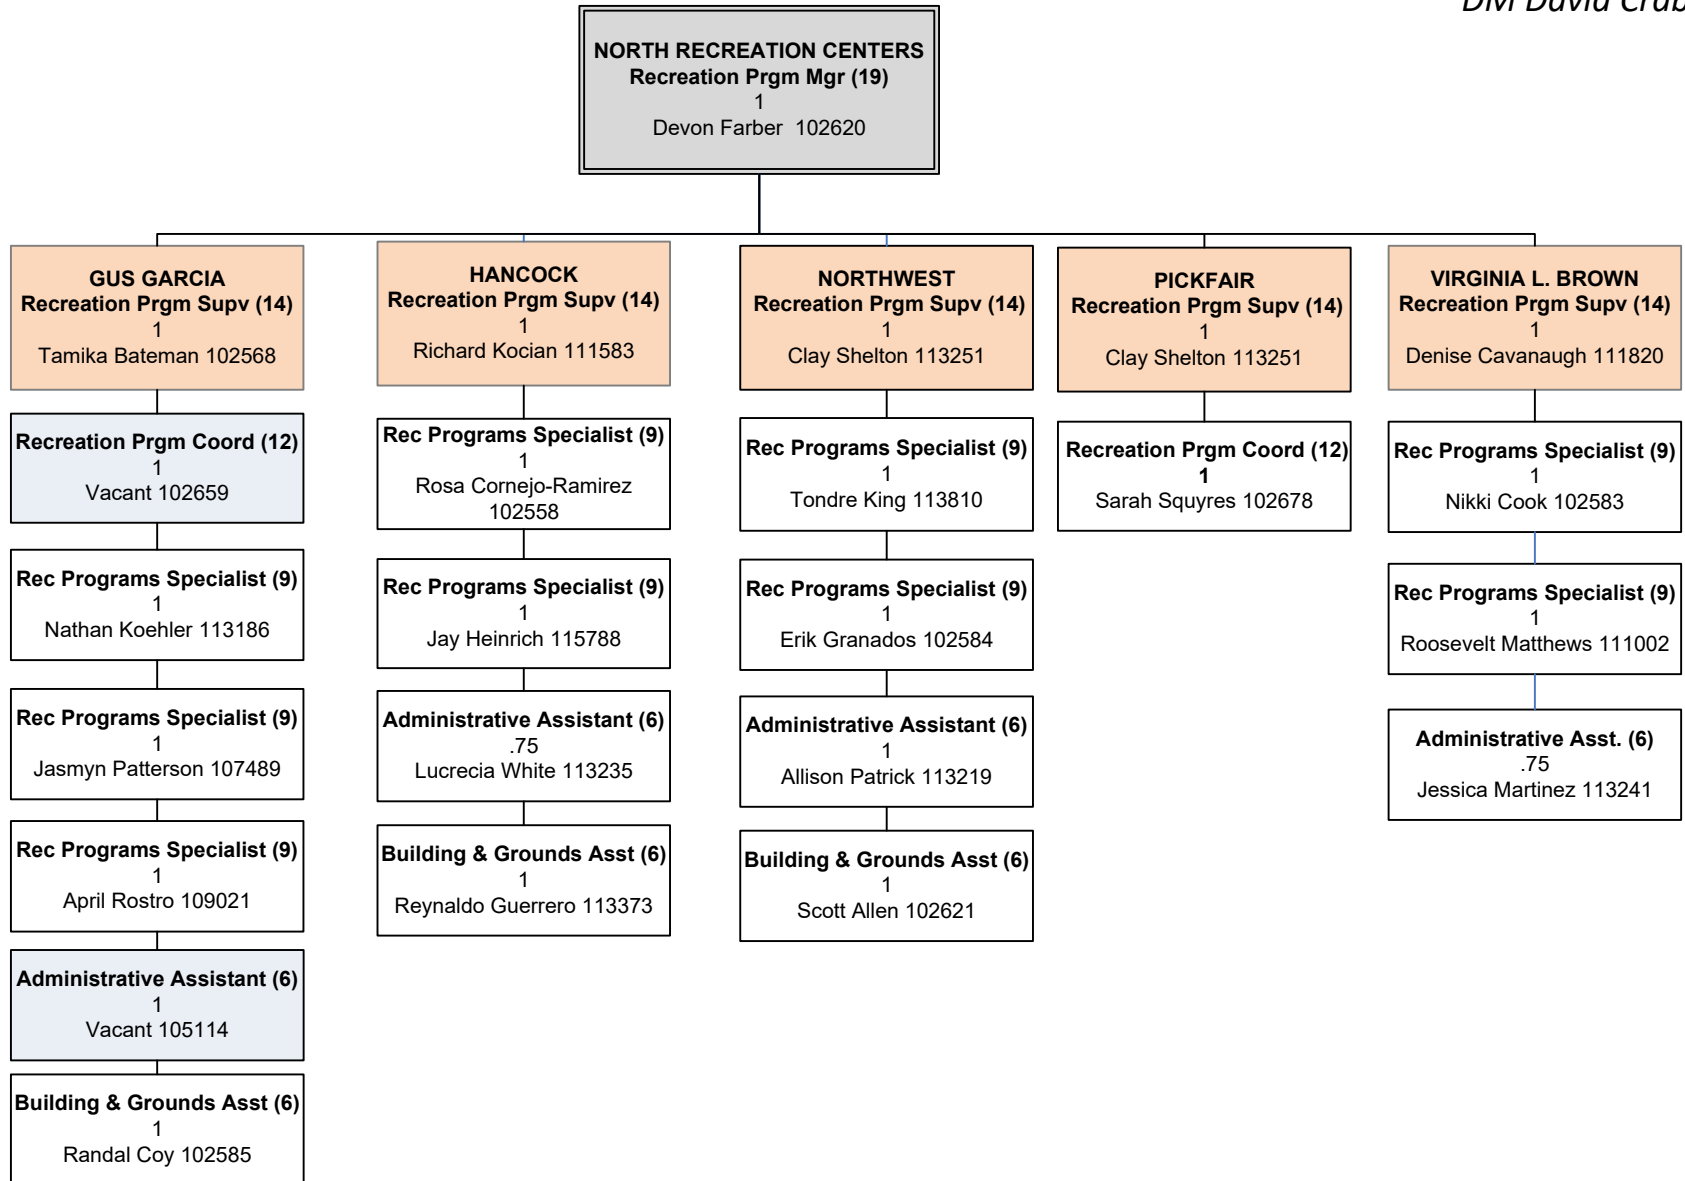 DM David
NORTH RECREATION CENTERS
Recreation Prgm Mgr (19)
1
Devon Farber 102620
GUS GARCIA
Recreation Prgm Supv (14)
1
Tamika Bateman 102568
Recreation Prgm Coord (12)
1
Vacant 102659
Rec Programs Specialist (9)
1
Nathan Koehler 113186
Rec Programs Specialist (9)
1
Jasmyn Patterson 107489
Rec Programs Specialist (9)
1
April Rostro 109021
Administrative Assistant (6)
1
Vacant 105114
Building & Grounds Asst (6)
1
Randal Coy 102585
HANCOCK
Recreation Prgm Supv (14)
1
Richard Kocian 111583
Rec Programs Specialist (9)
1
Rosa Cornejo-Ramirez
102558
Rec Programs Specialist (9)
1
Jay Heinrich 115788
Administrative Assistant (6)
.75
Lucrecia White 113235
Building & Grounds Asst (6)
1
Reynaldo Guerrero 113373
NORTHWEST
Recreation Prgm Supv (14)
1
Clay Shelton 113251
Rec Programs Specialist (9)
1
Tondre King 113810
Rec Programs Specialist (9)
1
Erik Granados 102584
Administrative Assistant (6)
1
Allison Patrick 113219
Building & Grounds Asst (6)
1
Scott Allen 102621
PICKFAIR
Recreation Prgm Supv (14)
1
Clay Shelton 113251
Recreation Prgm Coord (12)
1
Sarah Squyres 102678
VIRGINIA L. BROWN
Recreation Prgm Supv (14)
1
Denise Cavanaugh 111820
Rec Programs Specialist (9)
1
Nikki Cook 102583
Rec Programs Specialist (9)
1
Roosevelt Matthews 111002
Administrative Asst. (6)
.75
Jessica Martinez 113241